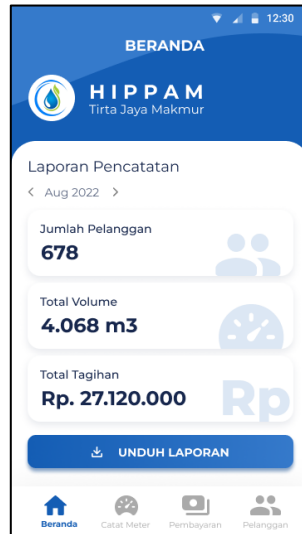 12:30
BERANDA
HIPPAM
Tirta Jaya Makmur
Laporan Pencatatan
< Aug 2022 >
Jumlah Pelanggan
678
Total Volume
4.068 m3
Total Tagihan
Rp. 27.120.000
Rp
UNDUH LAPORAN
Beranda Catat Meter Pembayaran Pelanggan